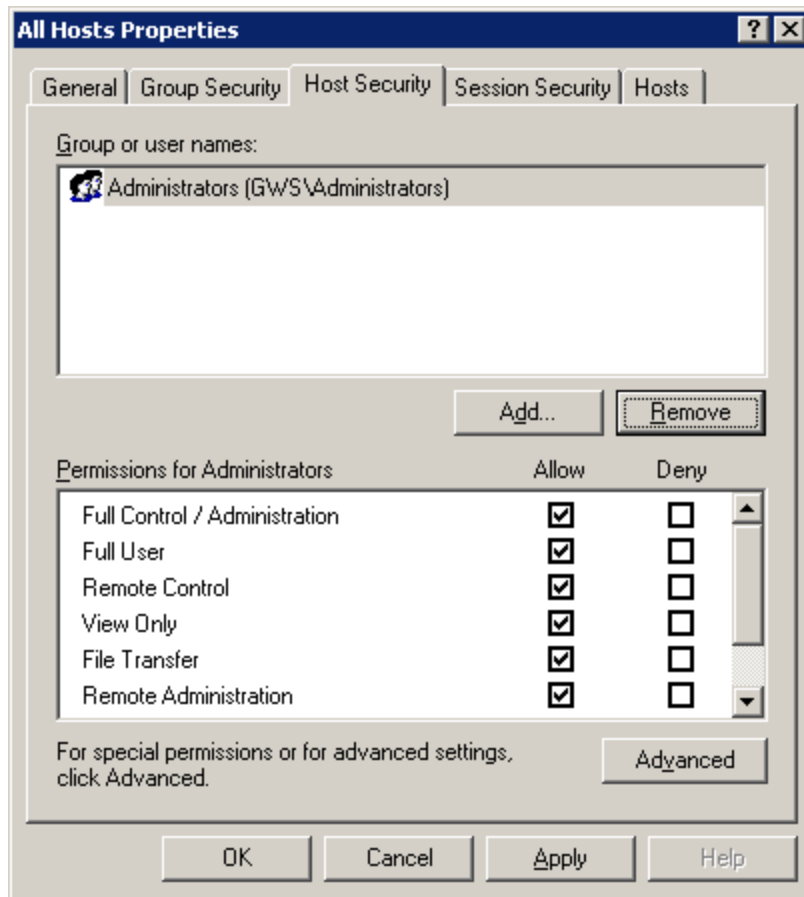 All Hosts Properties
General Group Security Host Security Session Security Hosts
Group or user names:
Administrators (GWS\Administrators)
Add... Remove
Permissions for Administrators Allow Deny
Full Control / Administration
Full User
Remote Control
View Only
File Transfer
Remote Administration
For special permissions or for advanced settings,
click Advanced.
Advanced
OK Cancel Apply Help